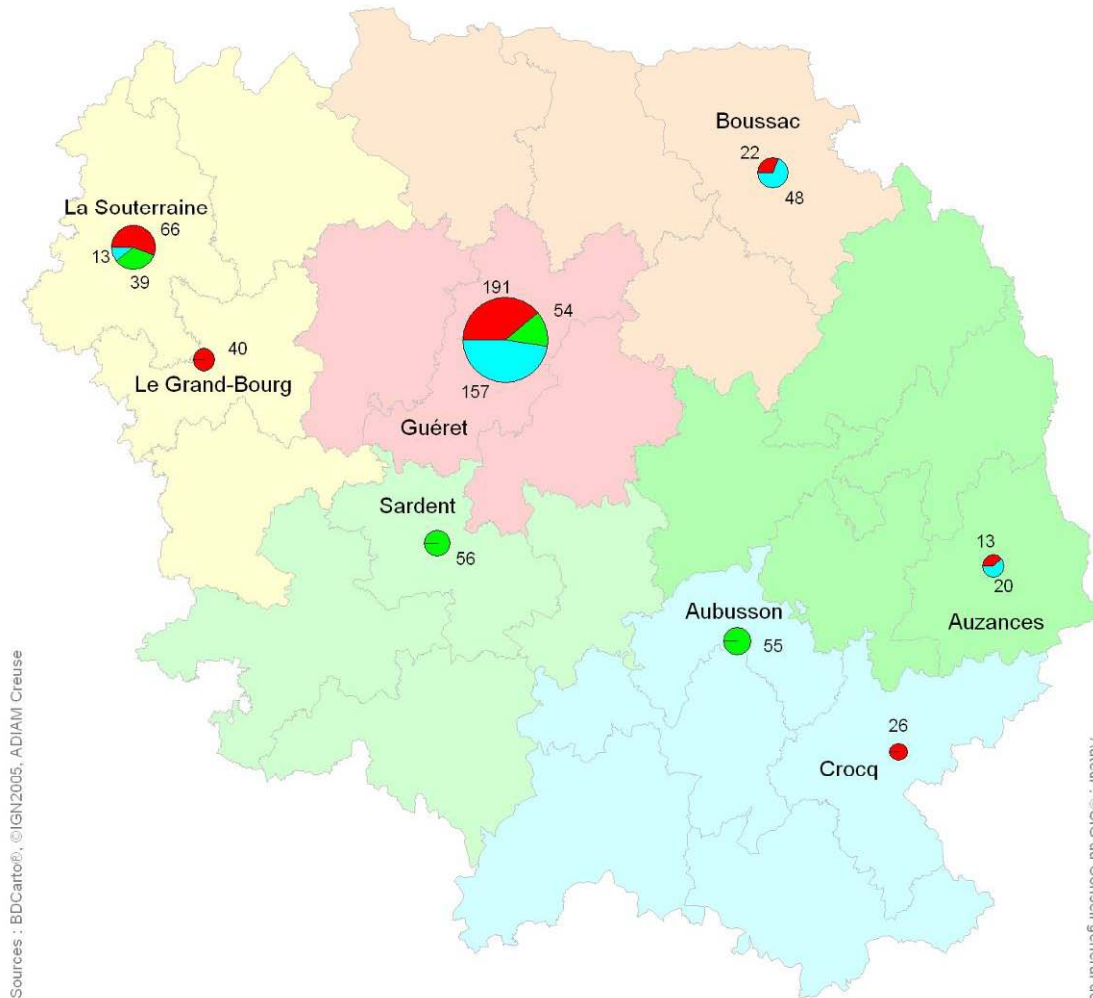 Boussac
22
48
La Souterraine
66
13
39
191
54
157
40
Le Grand-Bourg
Guéret
Sardent
56
13
20
Auzances
Aubusson
55
26
Crocq
Sources : BDCarto®, ©IGN2005, ADIAM Creuse